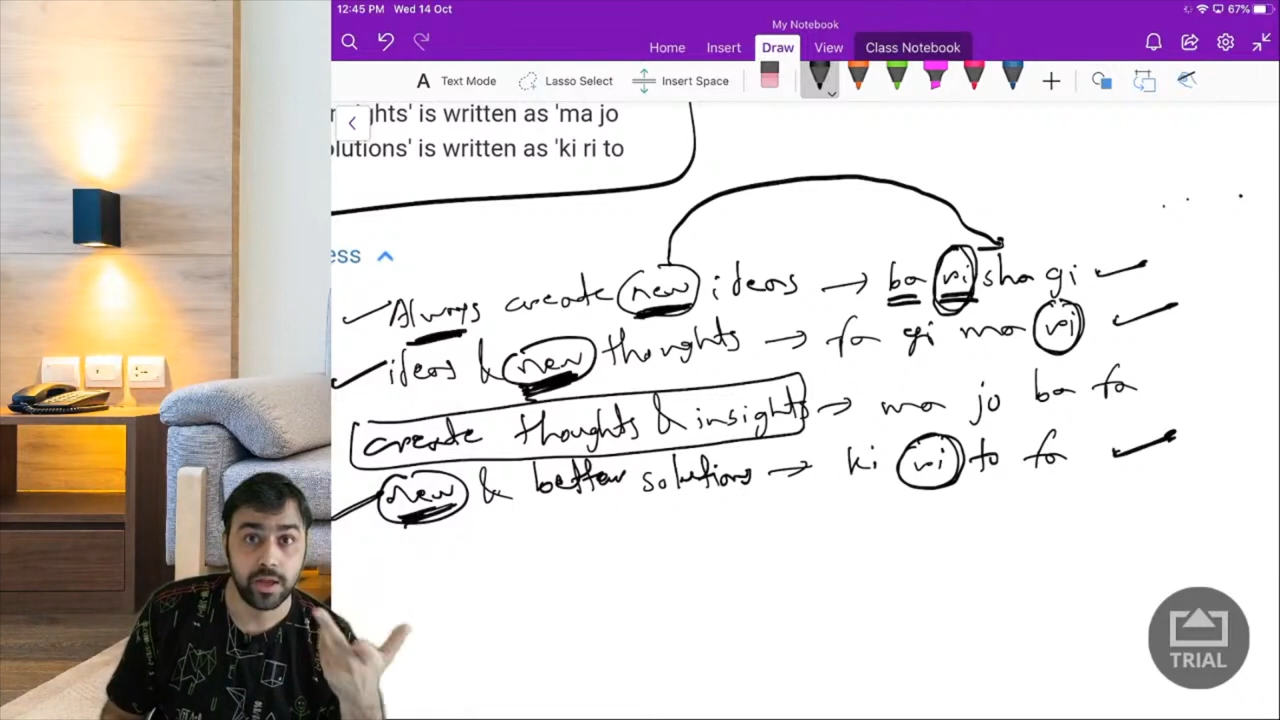 12:45 PM Wed 14 Oct 67%
My Notebook
Home Insert Draw View Class Notebook
A Text Mode Lasso Select Insert Space
ights' is written as 'ma jo
olutions' is written as 'ki ri to
ess
Always create new ideas → ba ri sha gi
ideas & new thoughts → fa gi ma ri
create thoughts & insights → ma jo ba fa
new & better solutions → ki ri to fa
TRIAL